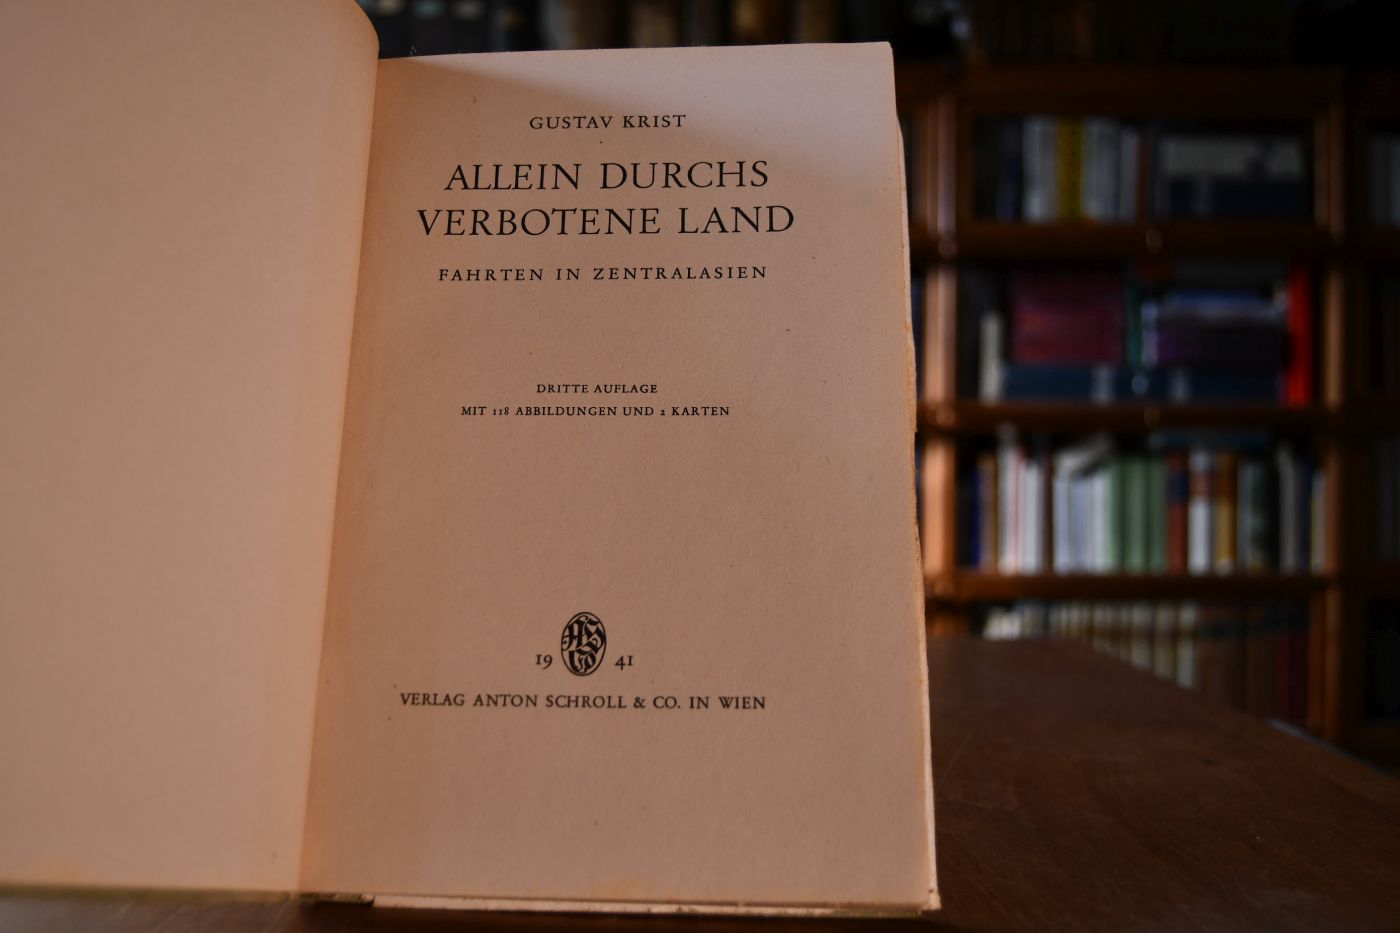 GUSTAV KRIST
ALLEIN DURCHS
VERBOTENE LAND
FAHRTEN IN ZENTRALASIEN
DRITTE AUFLAGE
MIT 118 ABBILDUNGEN UND 2 KARTEN
19 41
VERLAG ANTON SCHROLL & CO. IN WIEN